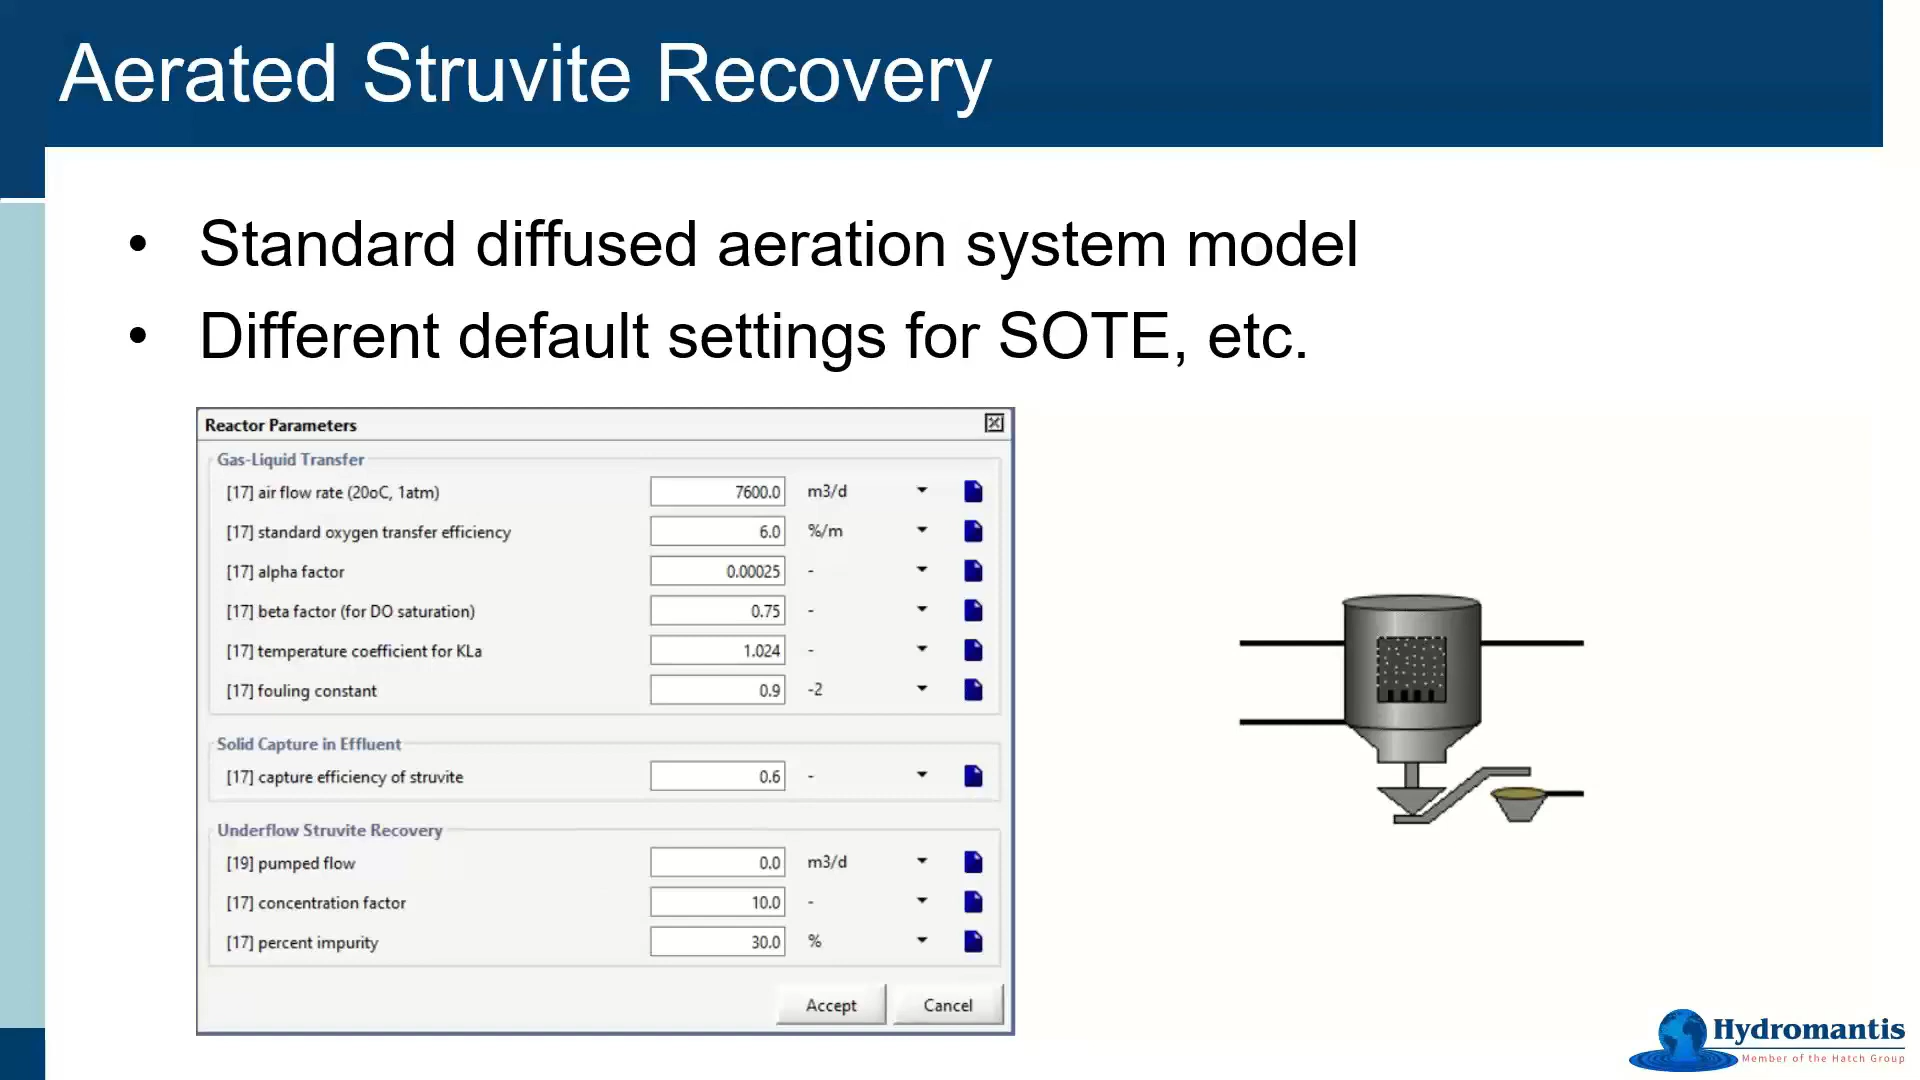 Aerated Struvite Recovery
• Standard diffused aeration system model
• Different default settings for SOTE, etc.
Reactor Parameters
Gas-Liquid Transfer
[17] air flow rate (20oC, 1atm) 7600.0 m3/d
[17] standard oxygen transfer efficiency 6.0 %/m
[17] alpha factor 0.00025 -
[17] beta factor (for DO saturation) 0.75 -
[17] temperature coefficient for KLa 1.024 -
[17] fouling constant 0.9 -2
Solid Capture in Effluent
[17] capture efficiency of struvite 0.6 -
Underflow Struvite Recovery
[19] pumped flow 0.0 m3/d
[17] concentration factor 10.0 -
[17] percent impurity 30.0 %
Accept Cancel
Hydromantis
Member of the Hatch Group